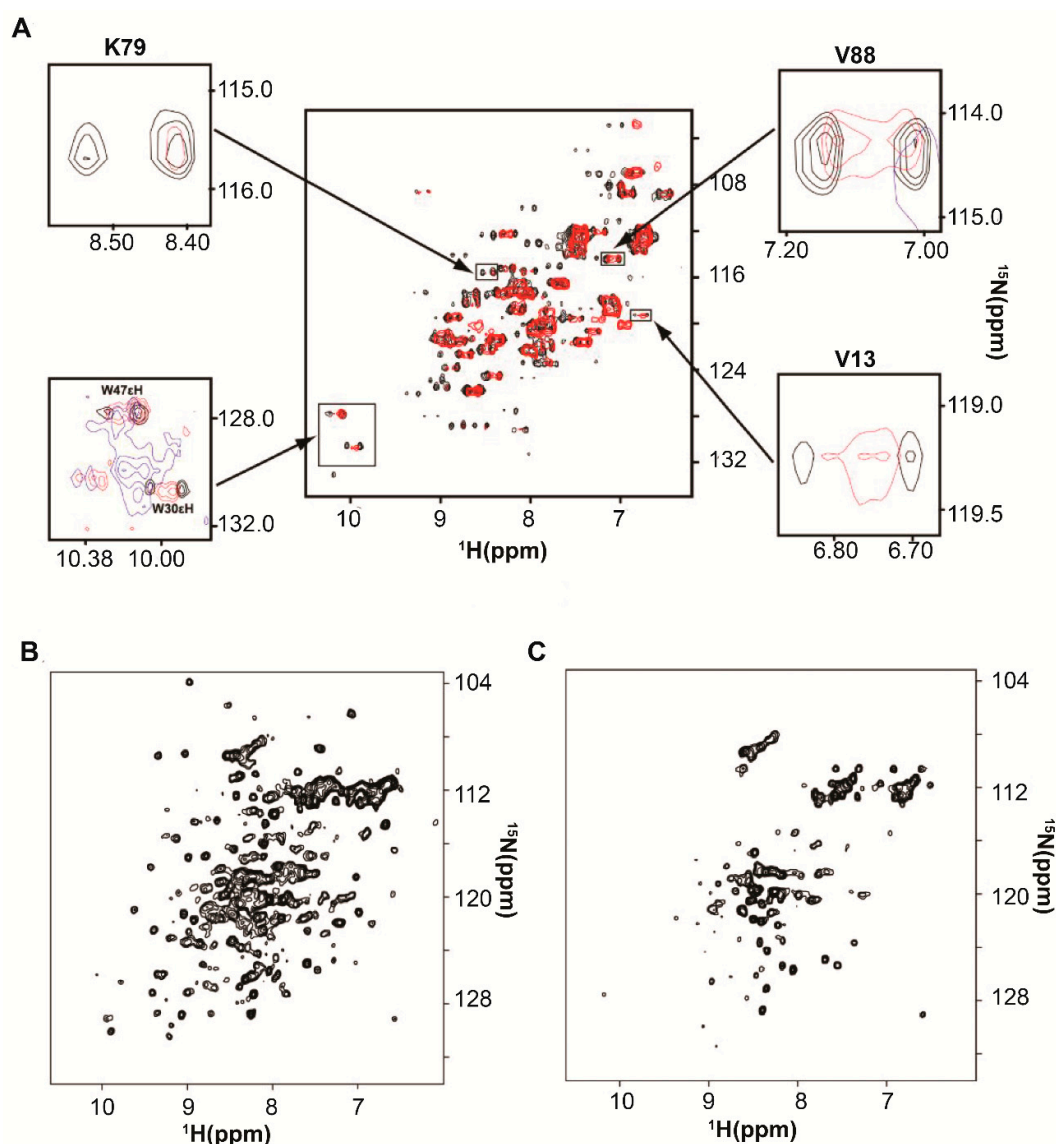 A
K79
115.0
116.0
8.50 8.40
V88
114.0
115.0
7.20 7.00
108
116
124
132
10 9 8 7
¹H(ppm)
¹⁵N(ppm)
W47εH
128.0
W30εH
132.0
10.38 10.00
V13
119.0
119.5
6.80 6.70
B
104
112
120
128
10 9 8 7
¹H(ppm)
¹⁵N(ppm)
C
104
112
120
128
10 9 8 7
¹H(ppm)
¹⁵N(ppm)